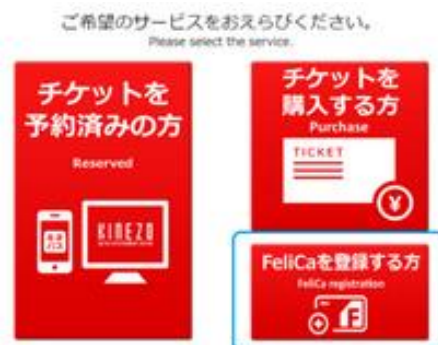 ご希望のサービスをおえらびください。
Please select the service.
チケットを
予約済みの方
Reserved
KINEZO
チケットを
購入する方
Purchase
TICKET
¥
FeliCaを登録する方
FeliCa registration
F